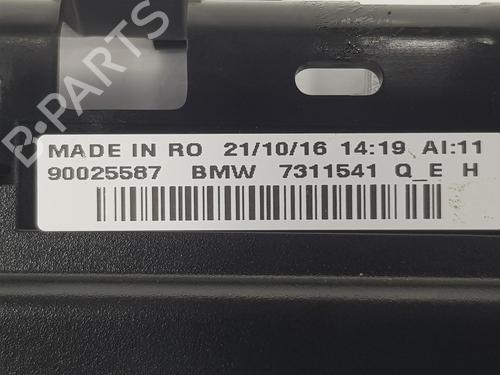 B-PARTS
MADE IN RO 21/10/16 14:19 AI:11
90025587 BMW 7311541 Q_E H